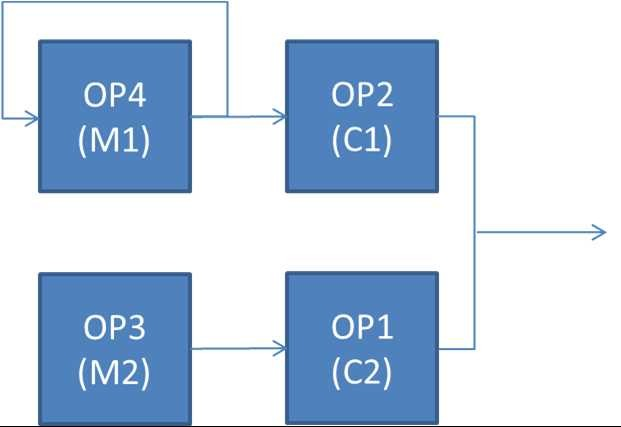 OP4
(M1)
OP2
(C1)
OP3
(M2)
OP1
(C2)